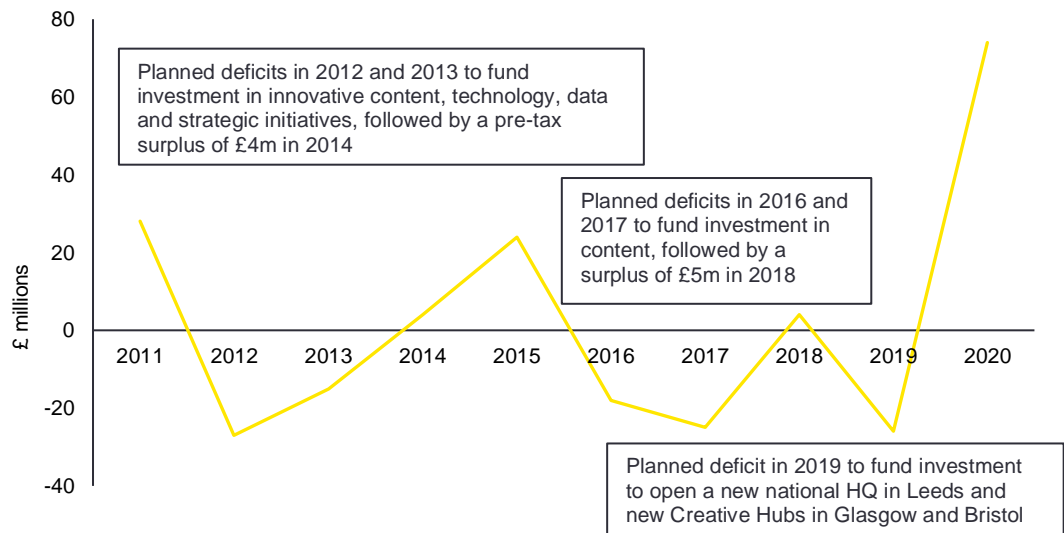 80
Planned deficits in 2012 and 2013 to fund
investment in innovative content, technology, data
and strategic initiatives, followed by a pre-tax
surplus of £4m in 2014
60
40
Planned deficits in 2016 and
2017 to fund investment in
content, followed by a
surplus of £5m in 2018
20
£ millions
0
2011 2012 2013 2014 2015 2016 2017 2018 2019 2020
-20
-40
Planned deficit in 2019 to fund investment
to open a new national HQ in Leeds and
new Creative Hubs in Glasgow and Bristol